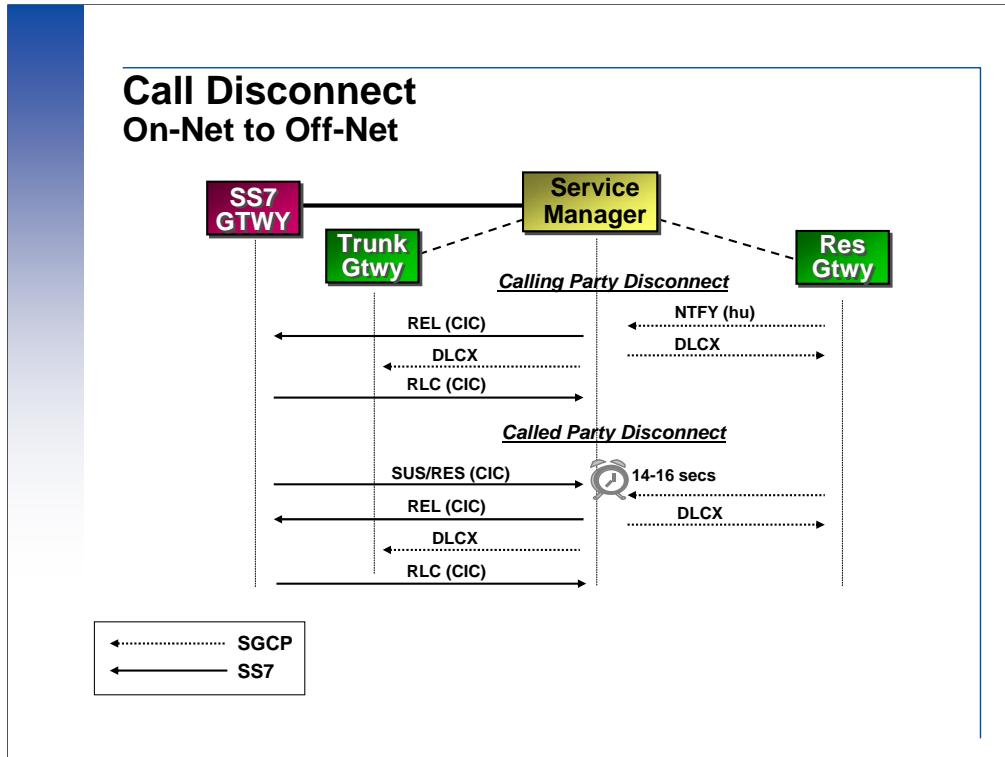 Call Disconnect
On-Net to Off-Net
SS7
GTWY
Service
Manager
Trunk
Gtwy
Res
Gtwy
Calling Party Disconnect
NTFY (hu)
REL (CIC)
DLCX
DLCX
RLC (CIC)
Called Party Disconnect
SUS/RES (CIC)
14-16 secs
REL (CIC)
DLCX
DLCX
RLC (CIC)
SGCP
SS7